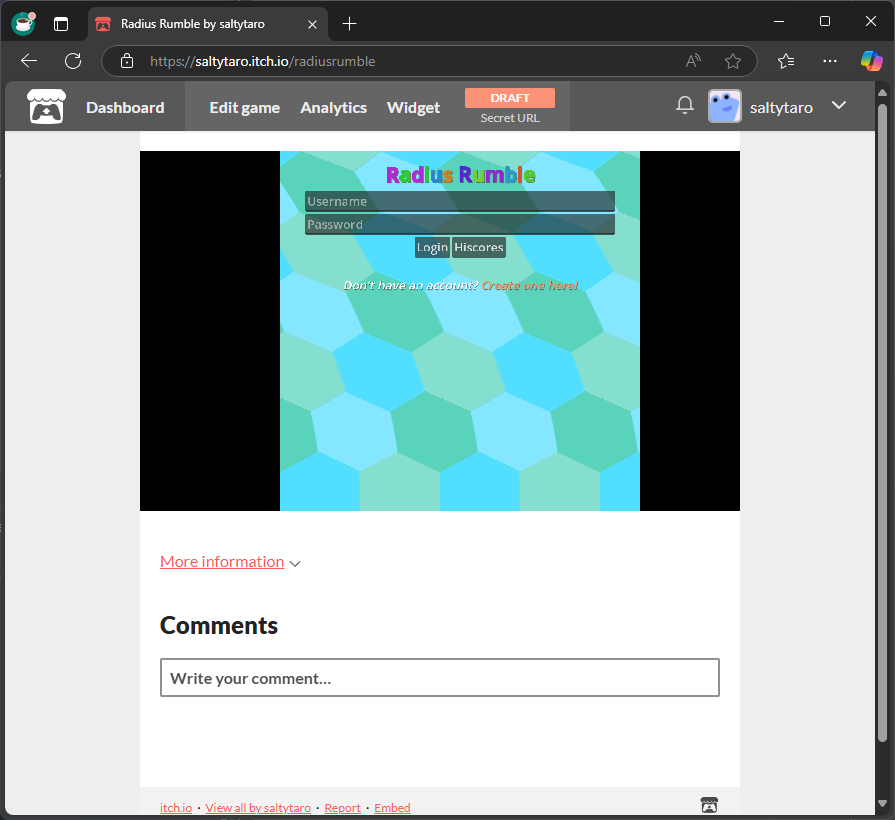 Radius Rumble by saltytaro
https://saltytaro.itch.io/radiusrumble
Dashboard Edit game Analytics Widget DRAFT saltytaro
Secret URL
Radius Rumble
Username
Password
Login Hiscores
Don't have an account? Create one here!
More information
Comments
Write your comment...
itch.io · View all by saltytaro · Report · Embed